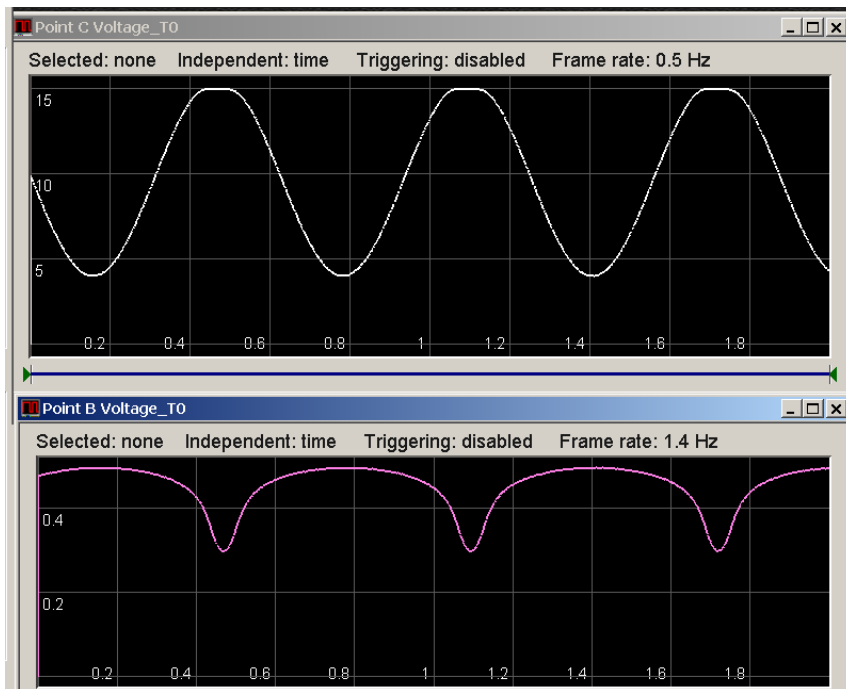 Point C Voltage_T0
Selected: none Independent: time Triggering: disabled Frame rate: 0.5 Hz
15
10
5
0.2 0.4 0.6 0.8 1 1.2 1.4 1.6 1.8
Point B Voltage_T0
Selected: none Independent: time Triggering: disabled Frame rate: 1.4 Hz
0.4
0.2
0.2 0.4 0.6 0.8 1 1.2 1.4 1.6 1.8